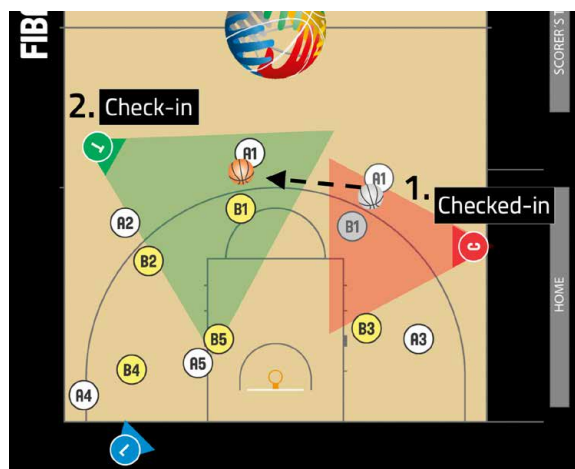 FIB
SCORER'S T
2. Check-in
T
A1
A1
1.
Checked-in
B1
A2
B1
C
B2
HOME
B3
B5
A3
A5
B4
A4
L